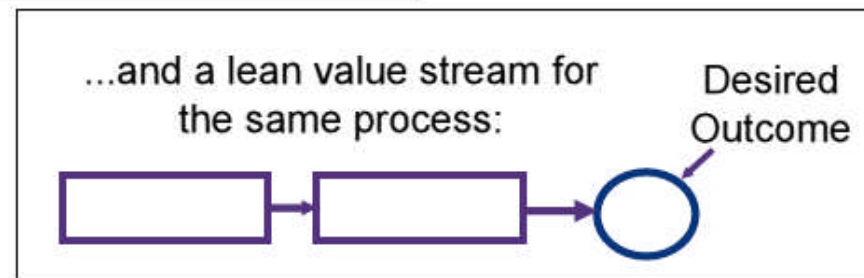 ...and a lean value stream for
the same process:
Desired
Outcome